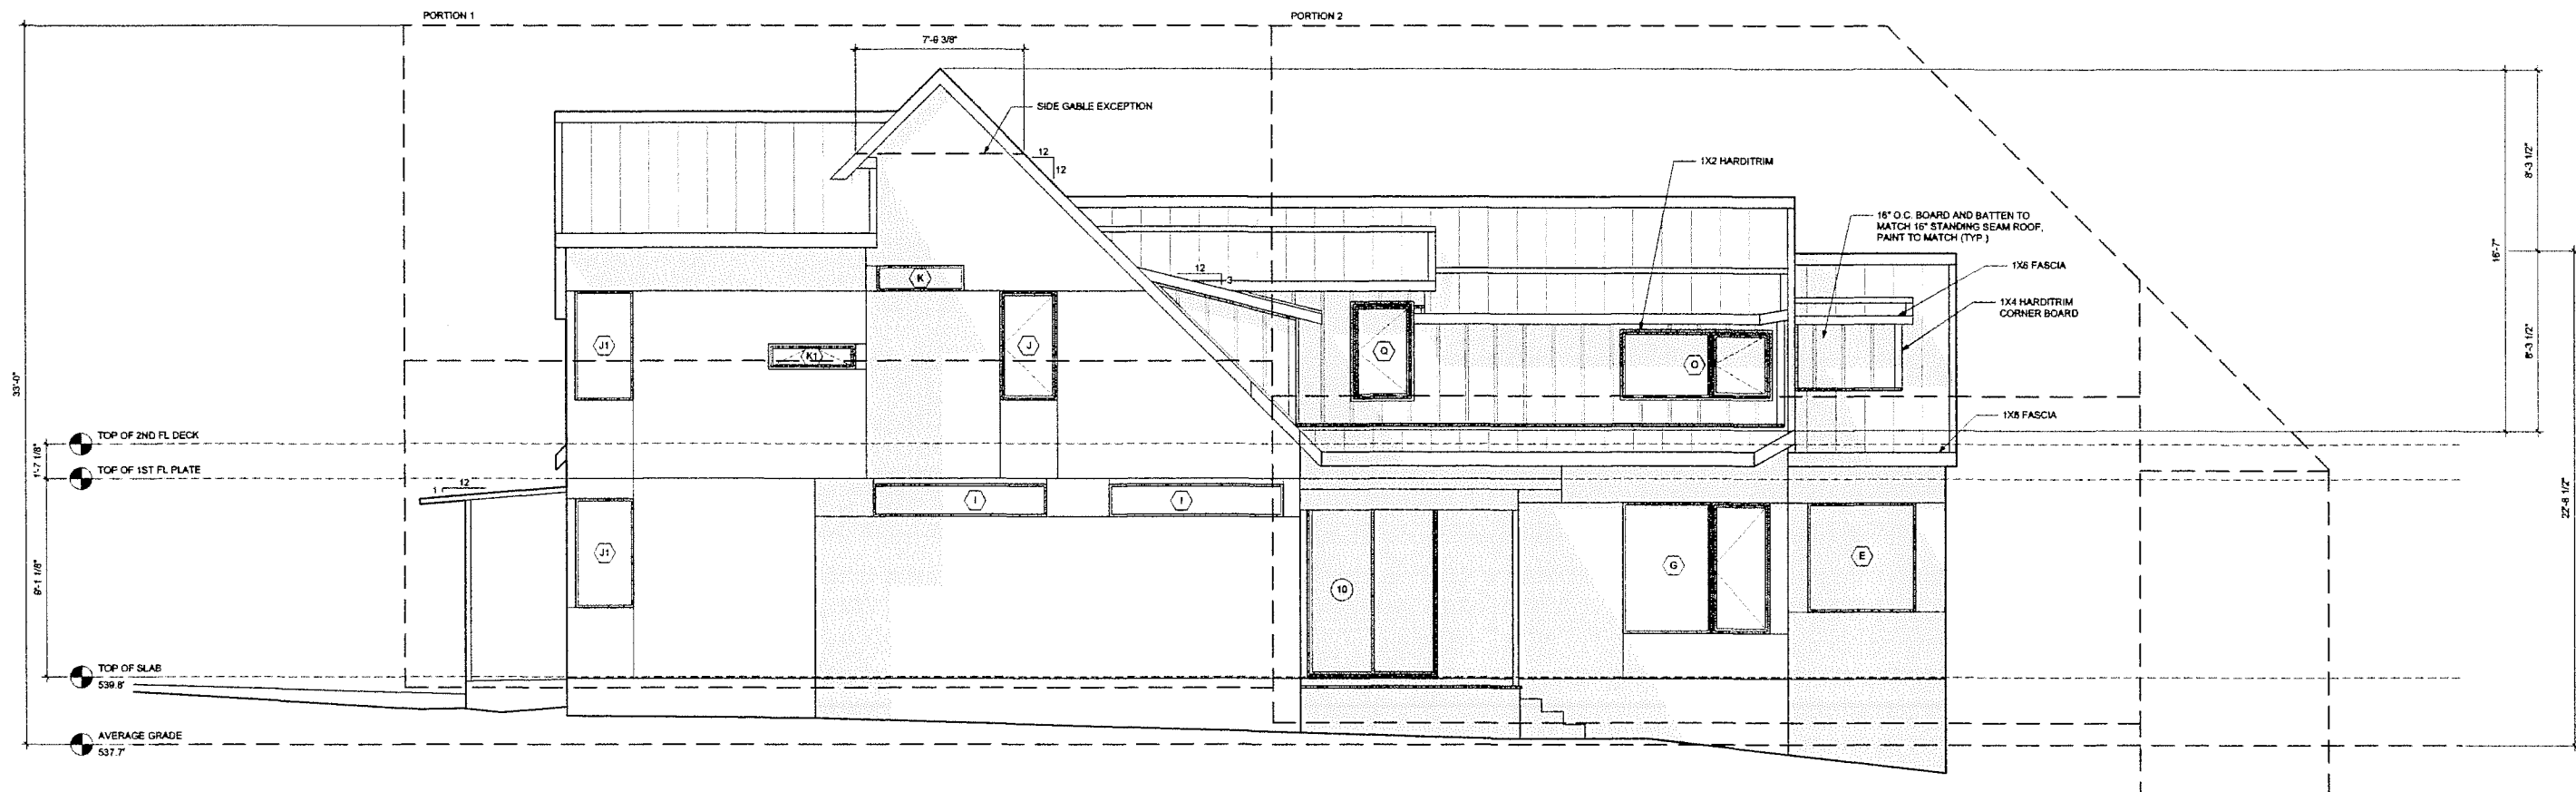 PORTION 1
PORTION 2
7'-9 3/8"
SIDE GABLE EXCEPTION
12
12
1X2 HARDITRIM
16" O.C. BOARD AND BATTEN TO
MATCH 16" STANDING SEAM ROOF,
PAINT TO MATCH (TYP.)
8'-3 1/2"
16'-7"
12
3
K
1X6 FASCIA
1X4 HARDITRIM
CORNER BOARD
J1
K1
J
Q
O
8'-3 1/2"
33'-0"
1X8 FASCIA
TOP OF 2ND FL DECK
1'-7 1/8"
TOP OF 1ST FL PLATE
1
12
I
I
22'-8 1/2"
9'-1 1/8"
J1
10
G
E
TOP OF SLAB
539.8'
AVERAGE GRADE
537.7'